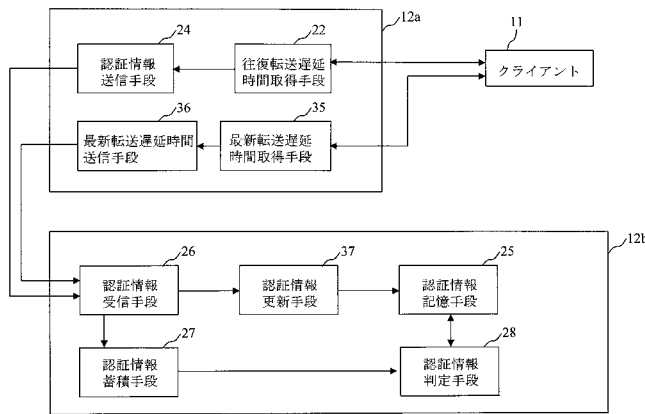 24
22
12a
11
認証情報
送信手段
往復転送遅延
時間取得手段
クライアント
36
35
最新転送遅延時間
送信手段
最新転送遅延
時間取得手段
26
37
25
12b
認証情報
受信手段
認証情報
更新手段
認証情報
記憶手段
27
28
認証情報
蓄積手段
認証情報
判定手段